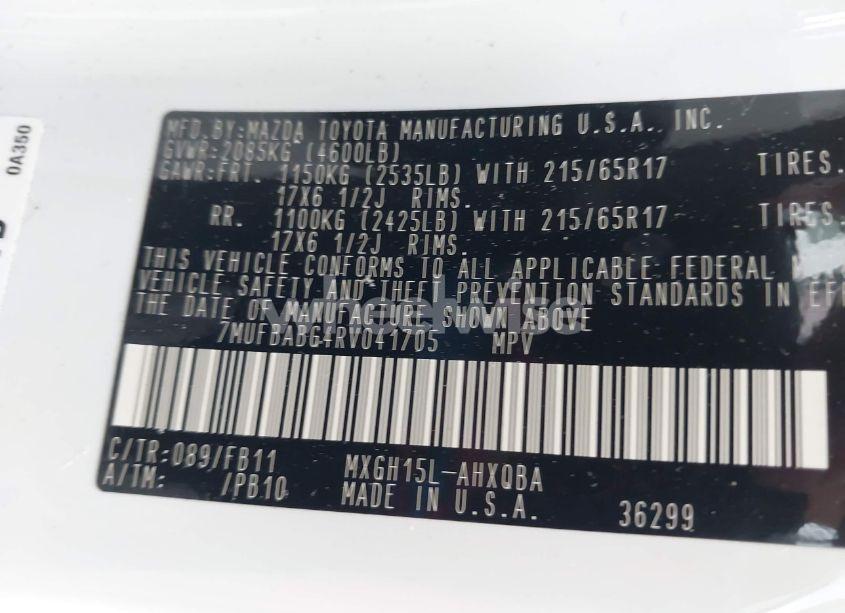 0A350
MFD.BY:MAZDA TOYOTA MANUFACTURING U.S.A., INC.
GVWR:2085KG (4600LB)
GAWR:FRT. 1150KG (2535LB) WITH 215/65R17 TIRES.
17X6 1/2J RIMS.
RR. 1100KG (2425LB) WITH 215/65R17 TIRES.
17X6 1/2J RIMS.
THIS VEHICLE CONFORMS TO ALL APPLICABLE FEDERAL
VEHICLE SAFETY AND THEFT PREVENTION STANDARDS IN EFF
THE DATE OF MANUFACTURE SHOWN ABOVE
7MUFBABG4RV041705 MPV
C/TR:089/FB11 MXGH15L-AHXQBA
A/TM: /PB10 MADE IN U.S.A. 36299